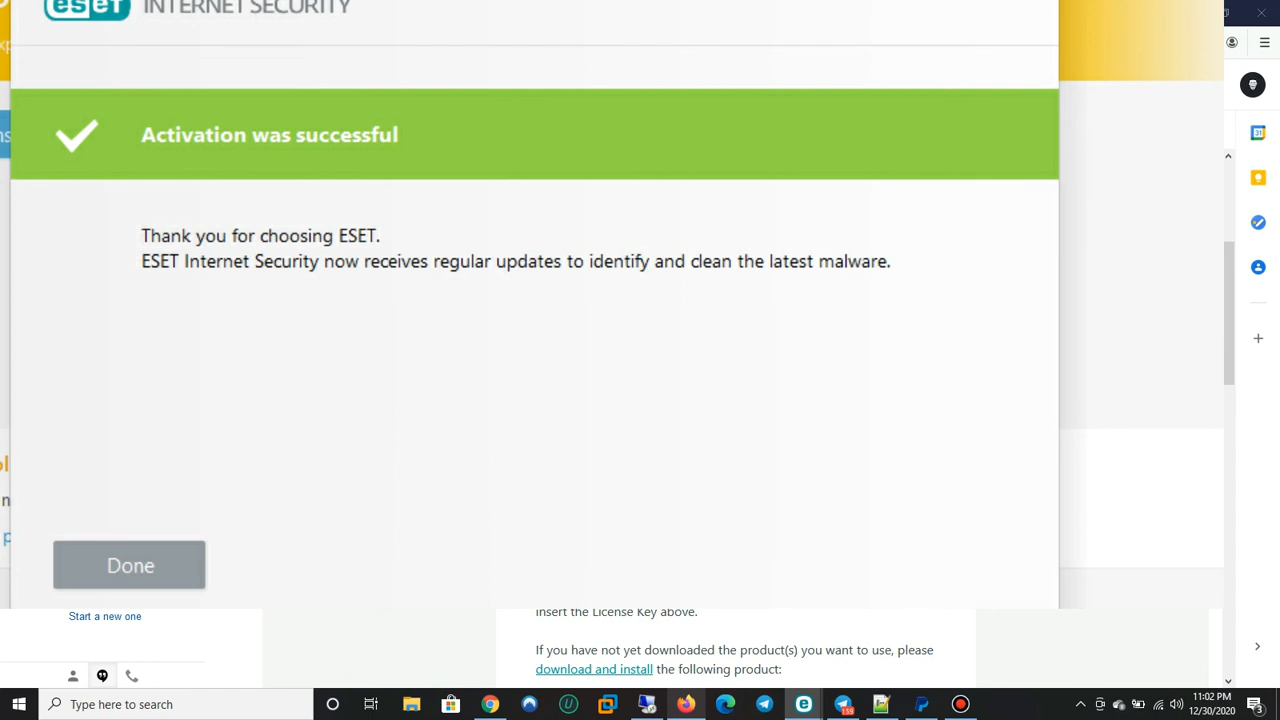 eset INTERNET SECURITY
Activation was successful
Thank you for choosing ESET.
ESET Internet Security now receives regular updates to identify and clean the latest malware.
Done
Start a new one
insert the License Key above.
If you have not yet downloaded the product(s) you want to use, please
download and install the following product:
Type here to search
159
11:02 PM
12/30/2020
3
31